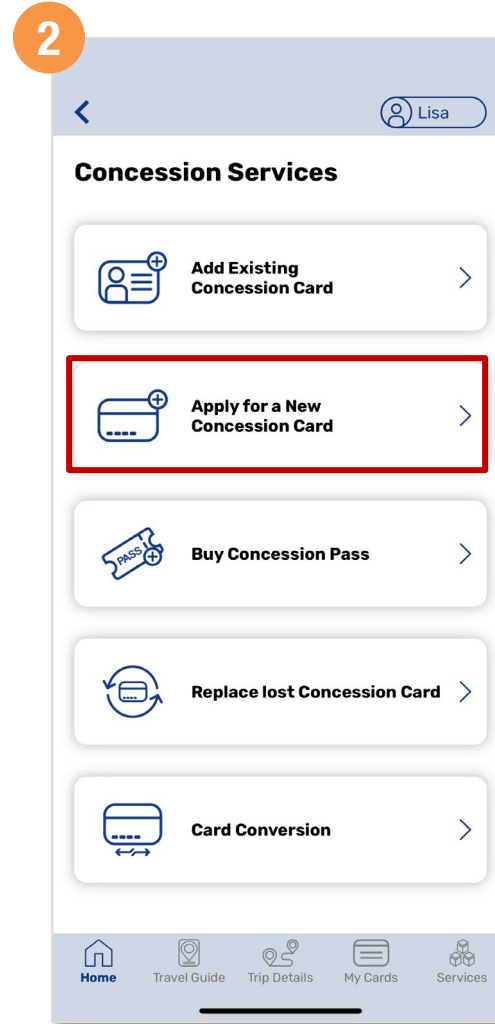 2
Lisa
Concession Services
Add Existing
Concession Card
Apply for a New
Concession Card
PASS
Buy Concession Pass
Replace lost Concession Card
Card Conversion
Home
Travel Guide
Trip Details
My Cards
Services